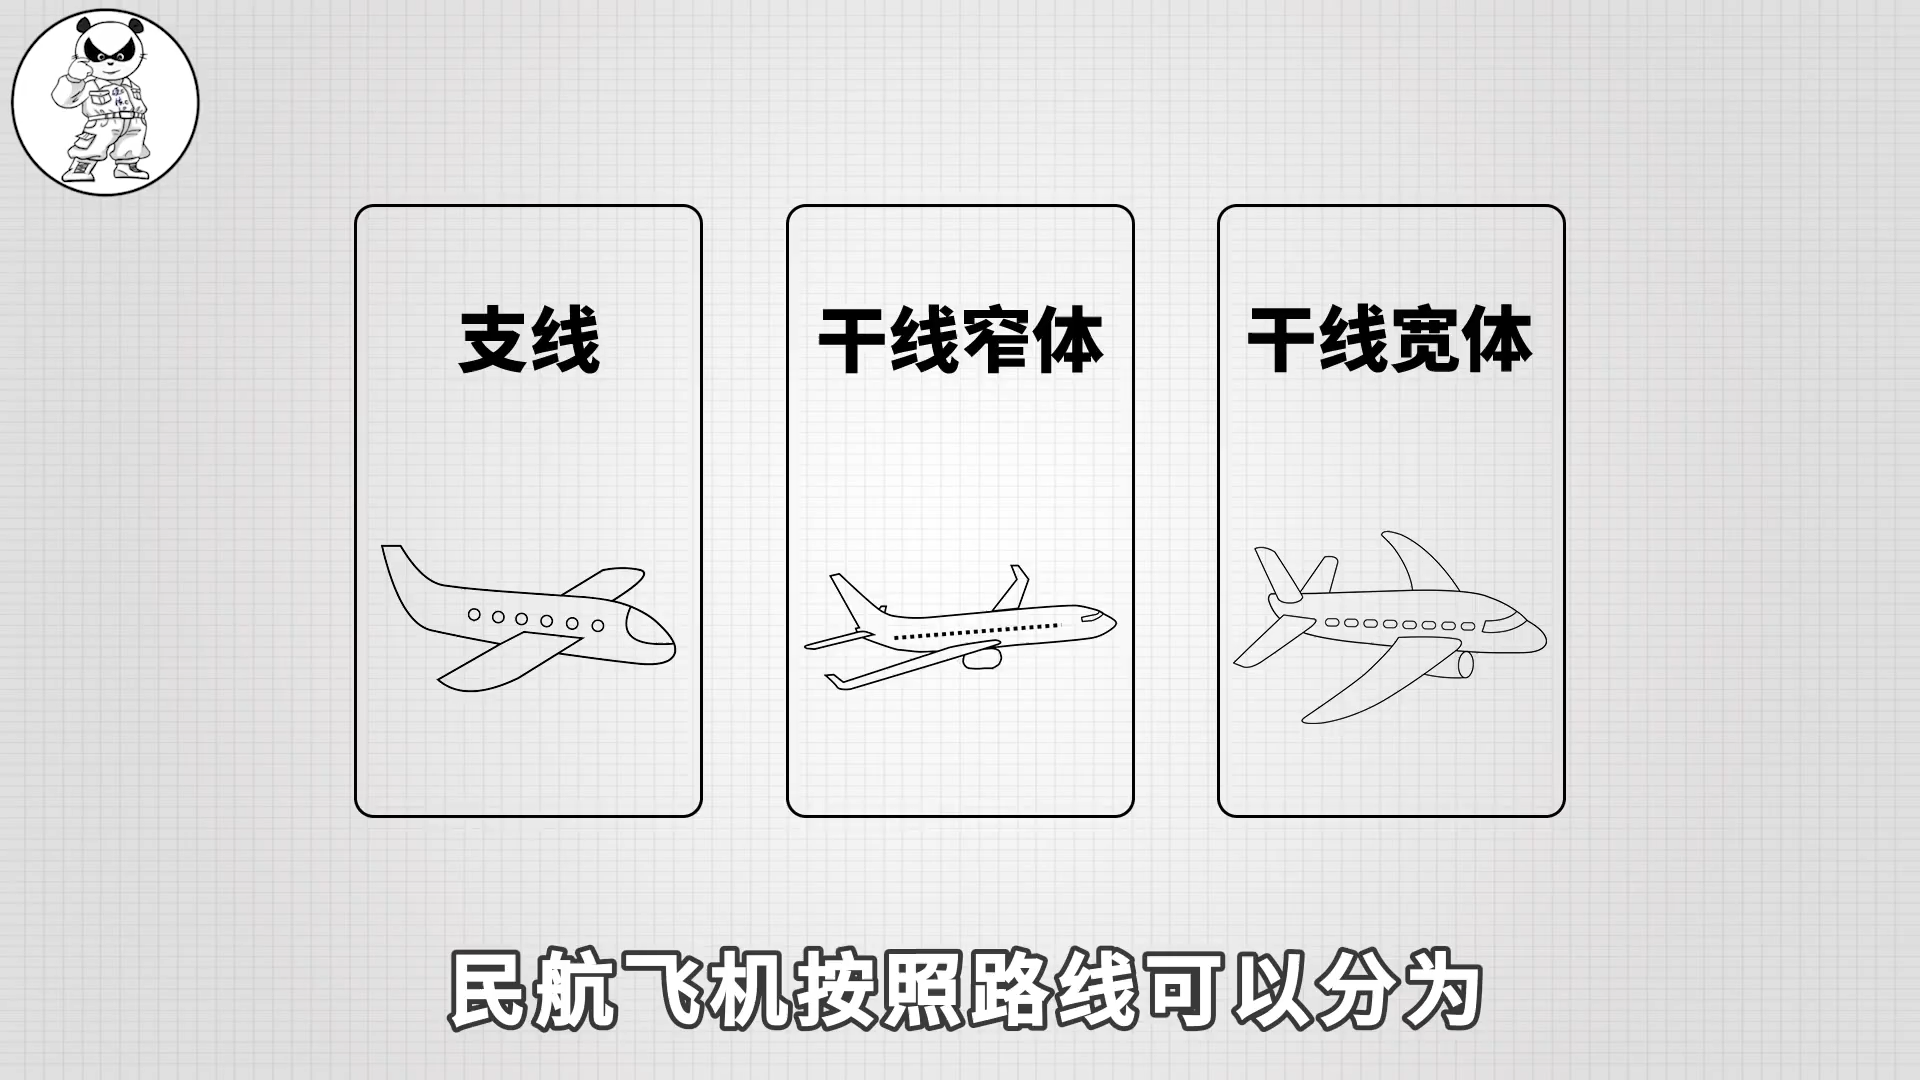 支线
干线窄体
干线宽体
民航飞机按照路线可以分为